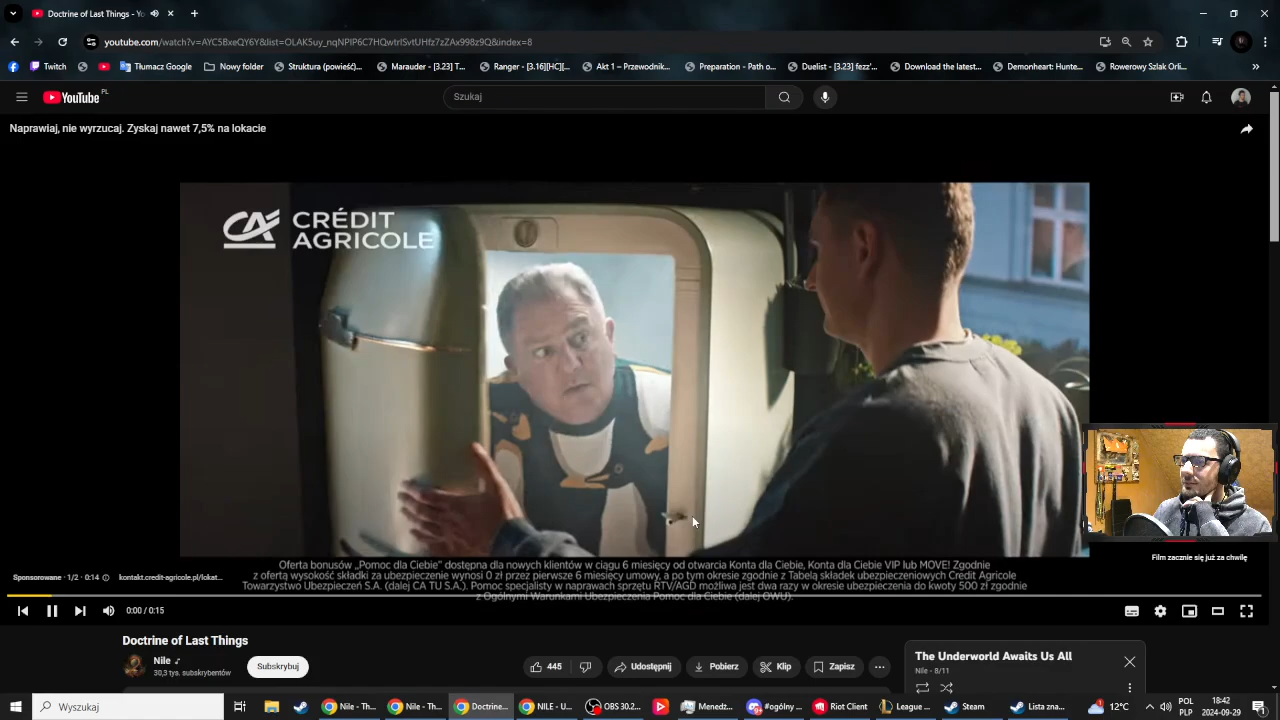 Doctrine of Last Things - Yo
youtube.com/watch?v=AYC5BxeQY6Y&list=OLAK5uy_nqNPIP6C7HQwtrISvtUHfz7zZAx998z9Q&index=8
Twitch
Tłumacz Google
Nowy folder
Struktura (powieść)...
Marauder - [3.23] T...
Ranger - [3.16][HC]...
Akt 1 – Przewodnik...
Preparation - Path o...
Duelist - [3.23] fezz'...
Download the latest...
Demonheart: Hunte...
Rowerowy Szlak Orli...
YouTube PL
Szukaj
Naprawiaj, nie wyrzucaj. Zyskaj nawet 7,5% na lokacie
CRÉDIT
AGRICOLE
Film zacznie się już za chwilę
Oferta bonusów „Pomoc dla Ciebie" dostępna dla nowych klientów w ciągu 6 miesięcy od otwarcia Konta dla Ciebie, Konta dla Ciebie VIP lub MOVE! Zgodnie
z ofertą wysokość składki za ubezpieczenie wynosi 0 zł przez pierwsze 6 miesięcy umowy, a po tym okresie zgodnie z Tabelą składek ubezpieczeniowych Credit Agricole
Towarzystwo Ubezpieczeń S.A. (dalej CA TU S.A.). Pomoc specjalisty w naprawach sprzętu RTV/AGD możliwa jest dwa razy w okresie ubezpieczenia do kwoty 500 zł zgodnie
z Ogólnymi Warunkami Ubezpieczenia Pomoc dla Ciebie (dalej OWU).
Sponsorowane · 1/2 · 0:14
kontakt.credit-agricole.pl/lokat...
0:00 / 0:15
Doctrine of Last Things
Nile
30,3 tys. subskrybentów
Subskrybuj
445
Udostępnij
Pobierz
Klip
Zapisz
The Underworld Awaits Us All
Nile - 8/11
Wyszukaj
Nile - Th...
Nile - Th...
Doctrine...
NILE - U...
OBS 30.2...
Menedż...
#ogólny ...
Riot Client
League ...
Steam
Lista zna...
12°C
POL
PLP
18:42
2024-09-29